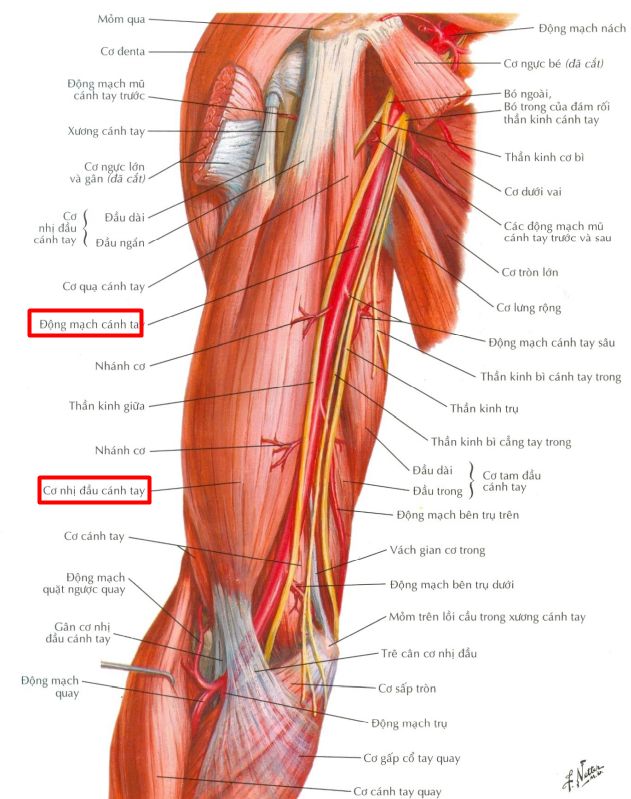 Mỏm quạ
Cơ denta
Động mạch mũ
cánh tay trước
Xương cánh tay
Cơ ngực lớn
và gân (đã cắt)
Cơ
nhị đầu
cánh tay
Đầu dài
Đầu ngắn
Cơ quạ cánh tay
Động mạch cánh tay
Nhánh cơ
Thần kinh giữa
Nhánh cơ
Cơ nhị đầu cánh tay
Cơ cánh tay
Động mạch
quặt ngược quay
Gân cơ nhị
đầu cánh tay
Động mạch
quay
Động mạch nách
Cơ ngực bé (đã cắt)
Bó ngoài,
Bó trong của đám rối
thần kinh cánh tay
Thần kinh cơ bì
Cơ dưới vai
Các động mạch mũ
cánh tay trước và sau
Cơ tròn lớn
Cơ lưng rộng
Động mạch cánh tay sâu
Thần kinh bì cánh tay trong
Thần kinh trụ
Thần kinh bì cẳng tay trong
Đầu dài
Đầu trong
Cơ tam đầu
cánh tay
Động mạch bên trụ trên
Vách gian cơ trong
Động mạch bên trụ dưới
Mỏm trên lồi cầu trong xương cánh tay
Trẽ cân cơ nhị đầu
Cơ sấp tròn
Động mạch trụ
Cơ gấp cổ tay quay
Cơ cánh tay quay
F. Netter
M.D.